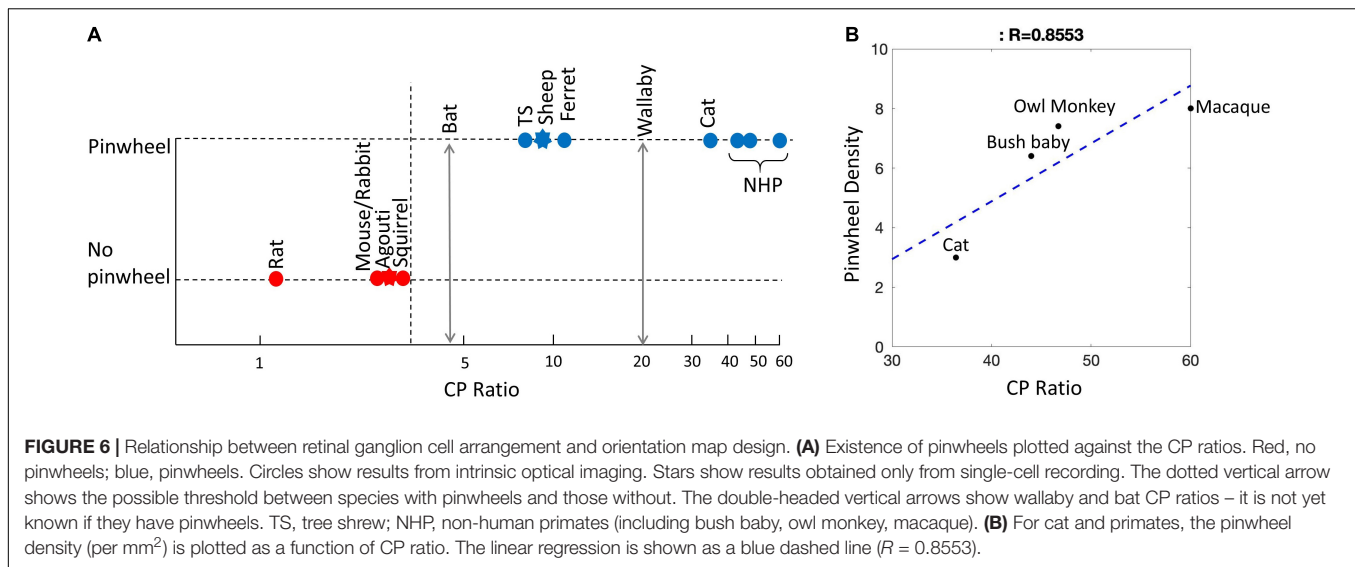 A
Pinwheel
No
pinwheel
Rat
Mouse/Rabbit
Agouti
Squirrel
Bat
TS
Sheep
Ferret
Wallaby
Cat
NHP
1 5 10 20 30 40 50 60
CP Ratio
B
: R=0.8553
Pinwheel Density
10
8
6
4
2
0
Owl Monkey
Macaque
Bush baby
Cat
30 40 50 60
CP Ratio
FIGURE 6 | Relationship between retinal ganglion cell arrangement and orientation map design. (A) Existence of pinwheels plotted against the CP ratios. Red, no
pinwheels; blue, pinwheels. Circles show results from intrinsic optical imaging. Stars show results obtained only from single-cell recording. The dotted vertical arrow
shows the possible threshold between species with pinwheels and those without. The double-headed vertical arrows show wallaby and bat CP ratios – it is not yet
known if they have pinwheels. TS, tree shrew; NHP, non-human primates (including bush baby, owl monkey, macaque). (B) For cat and primates, the pinwheel
density (per mm²) is plotted as a function of CP ratio. The linear regression is shown as a blue dashed line (R = 0.8553).